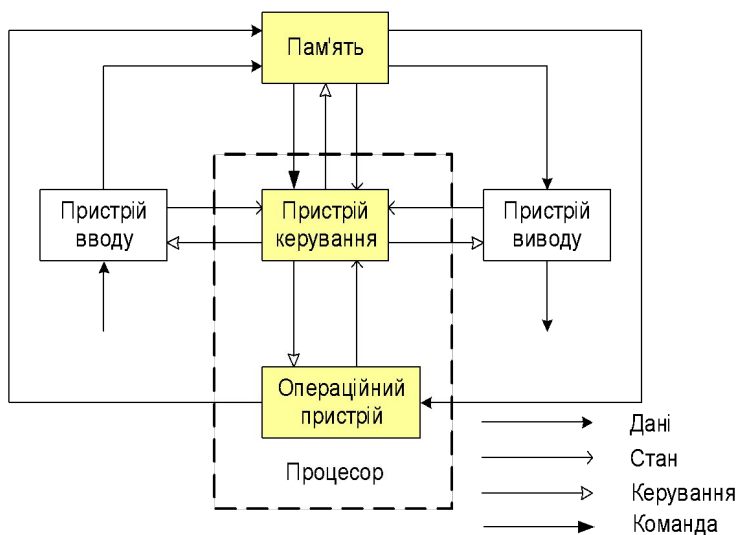 Пам'ять
Пристрій
вводу
Пристрій
керування
Пристрій
виводу
Операційний
пристрій
Процесор
Дані
Стан
Керування
Команда